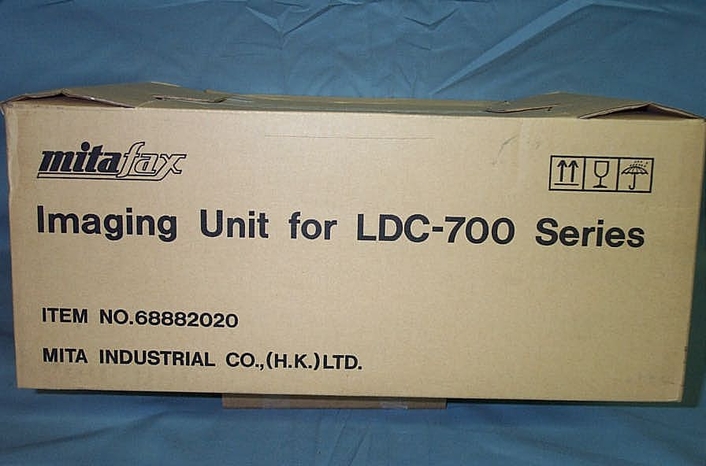 mitafax
Imaging Unit for LDC-700 Series
ITEM NO.68882020
MITA INDUSTRIAL CO.,(H.K.)LTD.